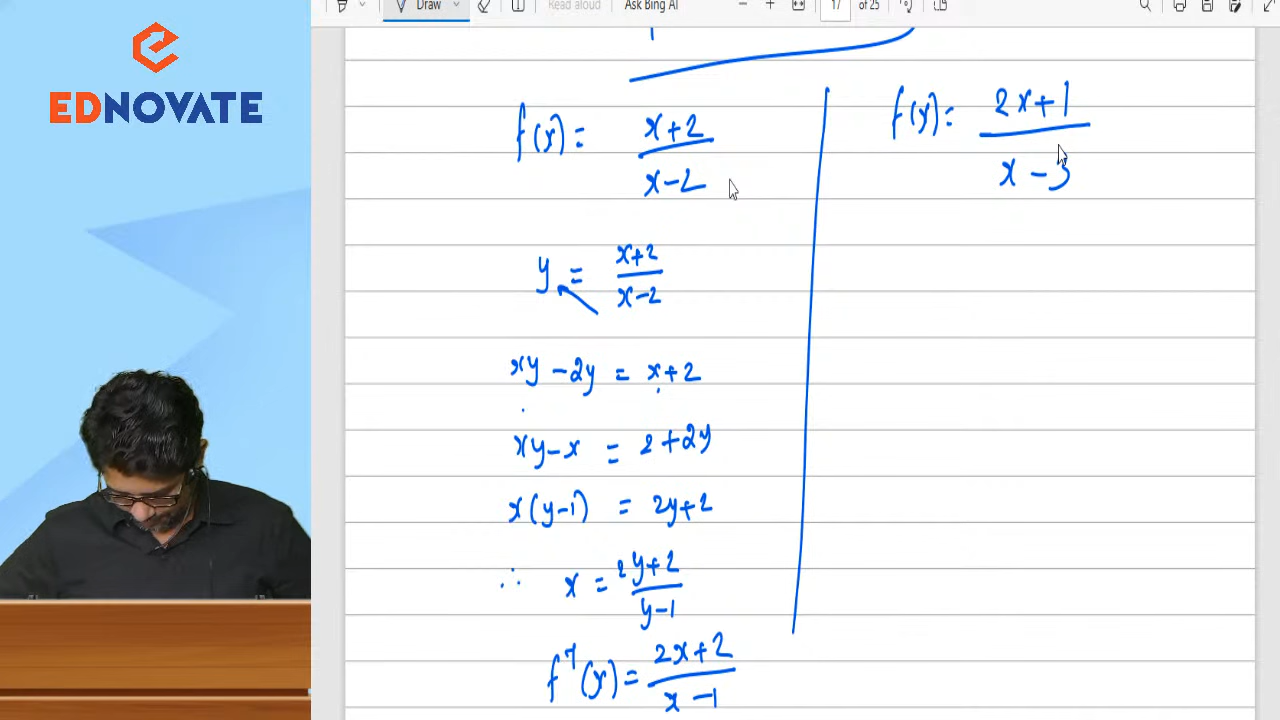 Draw
Read aloud
Ask Bing AI
17 of 25
EDNOVATE
f(x) = x+2 / x-2
y = x+2 / x-2
xy - 2y = x+2
xy - x = 2 + 2y
x(y-1) = 2y+2
∴ x = 2y+2 / y-1
f⁻¹(x) = 2x+2 / x-1
f(x) = 2x+1 / x-3